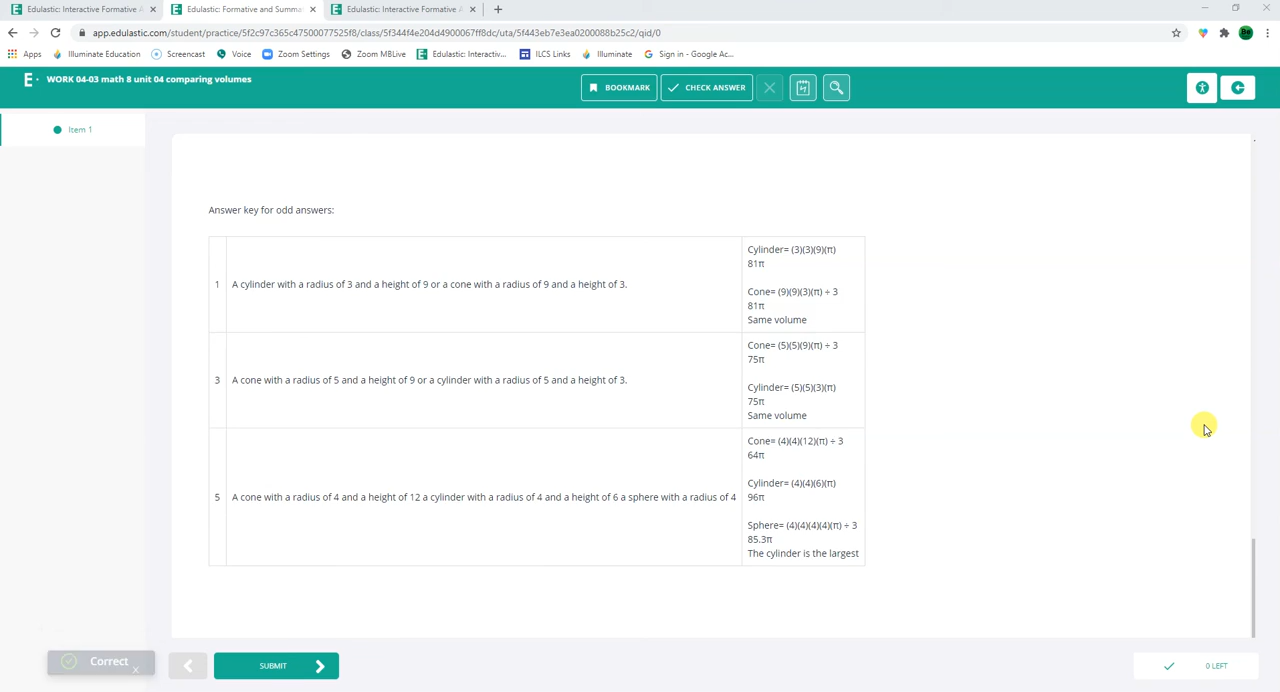 Edulastic: Interactive Formative A
Edulastic: Formative and Summa
Edulastic: Interactive Formative A
app.edulastic.com/student/practice/5f2c97c365c47500077525f8/class/5f344f4e204d4900067ff8dc/uta/5f443eb7e3ea0200088b25c2/qid/0
Apps Illuminate Education Screencast Voice Zoom Settings Zoom MBLive Edulastic: Interactiv... ILCS Links Illuminate Sign in - Google Ac...
E WORK 04-03 math 8 unit 04 comparing volumes
BOOKMARK
CHECK ANSWER
Item 1
Answer key for odd answers:
1
A cylinder with a radius of 3 and a height of 9 or a cone with a radius of 9 and a height of 3.
Cylinder= (3)(3)(9)(π)
81π
Cone= (9)(9)(3)(π) ÷ 3
81π
Same volume
3
A cone with a radius of 5 and a height of 9 or a cylinder with a radius of 5 and a height of 3.
Cone= (5)(5)(9)(π) ÷ 3
75π
Cylinder= (5)(5)(3)(π)
75π
Same volume
5
A cone with a radius of 4 and a height of 12 a cylinder with a radius of 4 and a height of 6 a sphere with a radius of 4
Cone= (4)(4)(12)(π) ÷ 3
64π
Cylinder= (4)(4)(6)(π)
96π
Sphere= (4)(4)(4)(4)(π) ÷ 3
85.3π
The cylinder is the largest
Correct
SUBMIT
0 LEFT